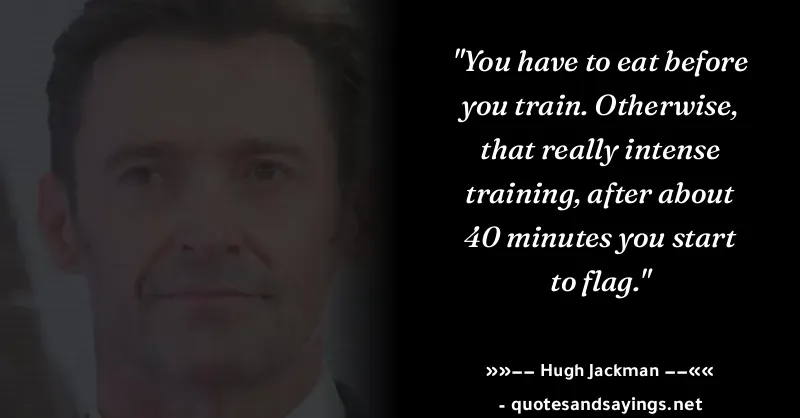 "You have to eat before
you train. Otherwise,
that really intense
training, after about
40 minutes you start
to flag."
»»–– Hugh Jackman ––««
- quotesandsayings.net